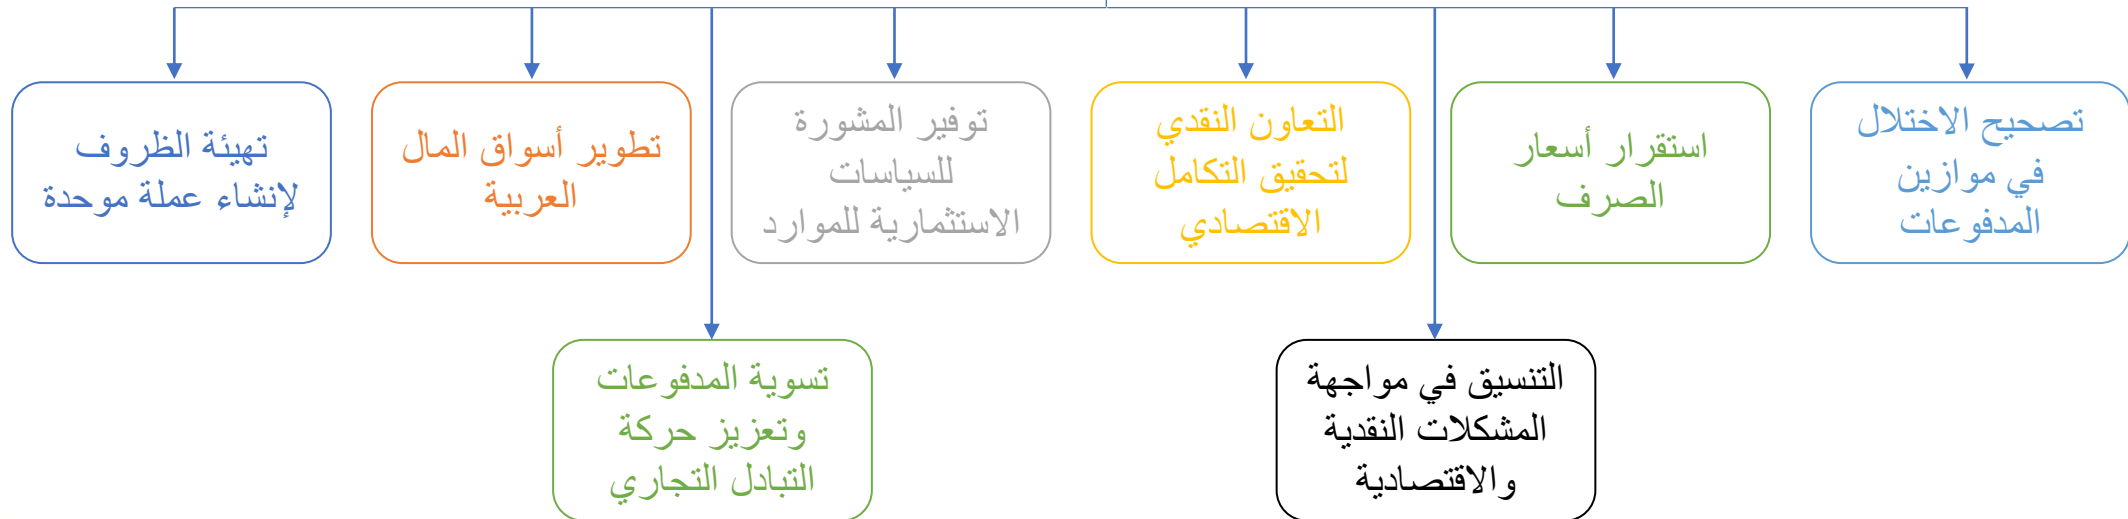 تصحيح الاختلال
في موازين
المدفوعات
استقرار أسعار
الصرف
التعاون النقدي
لتحقيق التكامل
الاقتصادي
توفير المشورة
للسياسات
الاستثمارية للموارد
تطوير أسواق المال
العربية
تهيئة الظروف
لإنشاء عملة موحدة
التنسيق في مواجهة
المشكلات النقدية
والاقتصادية
تسوية المدفوعات
وتعزيز حركة
التبادل التجاري